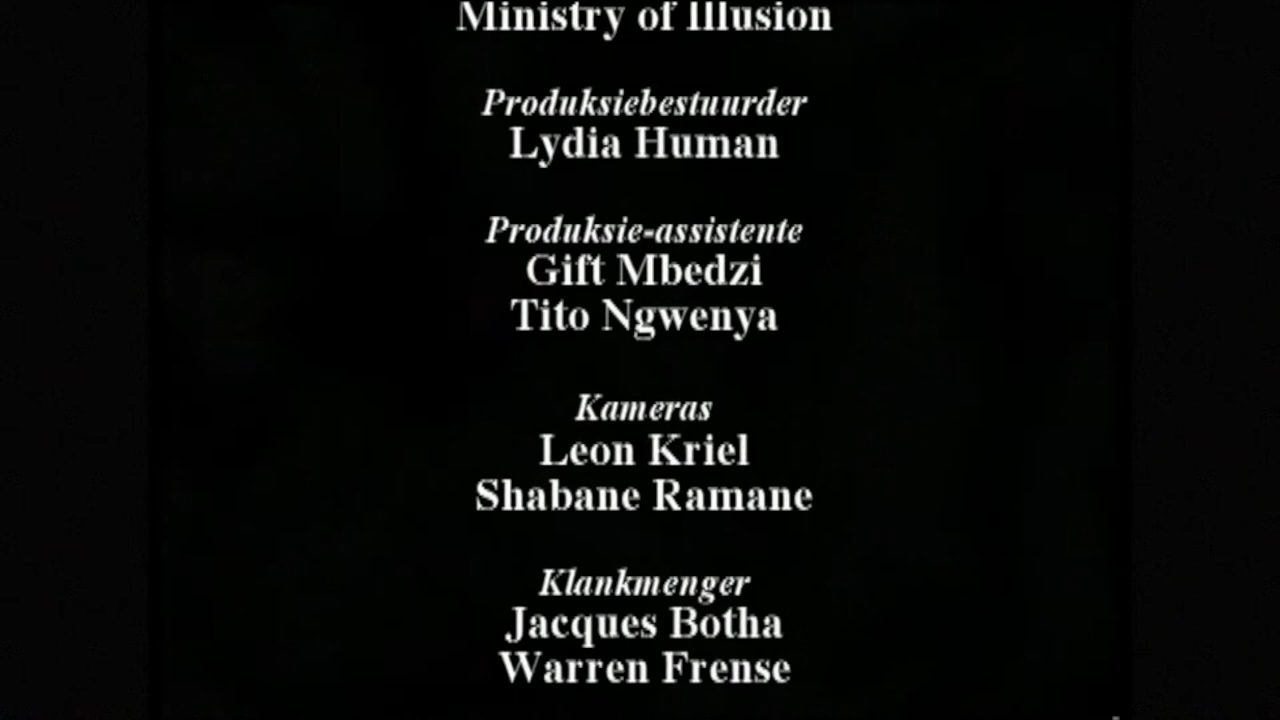 Ministry of Illusion
Produksiebestuurder
Lydia Human
Produksie-assistente
Gift Mbedzi
Tito Ngwenya
Kameras
Leon Kriel
Shabane Ramane
Klankmenger
Jacques Botha
Warren Frense